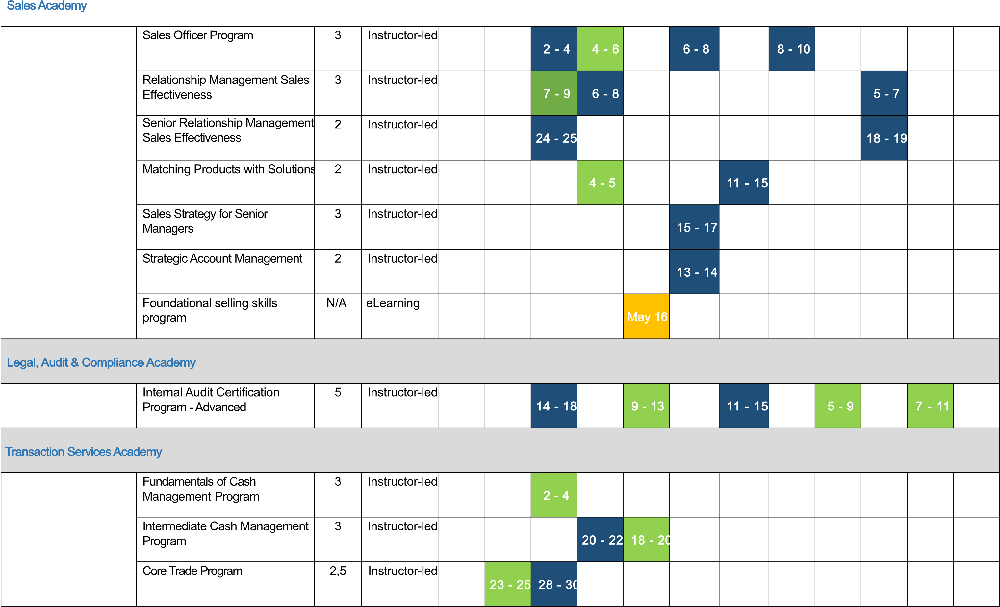 Sales Academy
Sales Officer Program 3 Instructor-led 2 - 4 4 - 6 6 - 8 8 - 10
Relationship Management Sales 3 Instructor-led 7 - 9 6 - 8 5 - 7
Effectiveness
Senior Relationship Management 2 Instructor-led 24 - 25 18 - 19
Sales Effectiveness
Matching Products with Solutions 2 Instructor-led 4 - 5 11 - 15
Sales Strategy for Senior 3 Instructor-led 15 - 17
Managers
Strategic Account Management 2 Instructor-led 13 - 14
Foundational selling skills N/A eLearning May 16
program
Legal, Audit & Compliance Academy
Internal Audit Certification 5 Instructor-led 14 - 18 9 - 13 11 - 15 5 - 9 7 - 11
Program - Advanced
Transaction Services Academy
Fundamentals of Cash 3 Instructor-led 2 - 4
Management Program
Intermediate Cash Management 3 Instructor-led 20 - 22 18 - 20
Program
Core Trade Program 2,5 Instructor-led 23 - 25 28 - 30